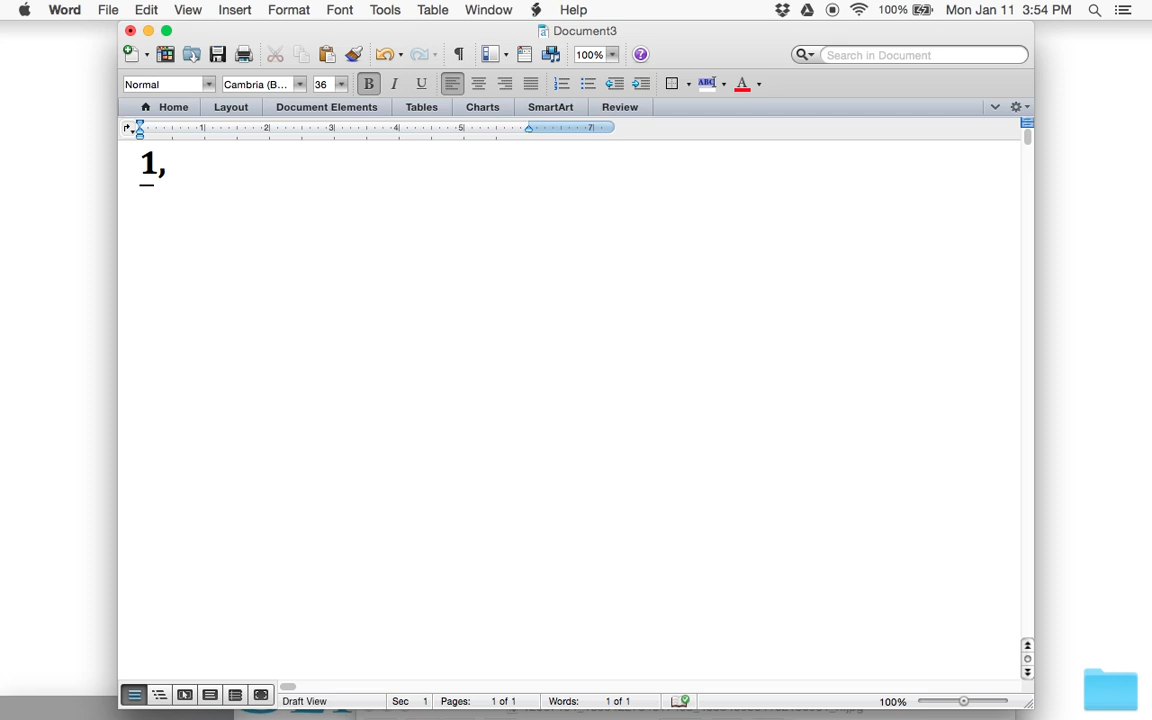 Word File Edit View Insert Format Font Tools Table Window Help 100% Mon Jan 11 3:54 PM
Document3
100% Search in Document
Normal Cambria (B... 36 B I U ABC A
Home Layout Document Elements Tables Charts SmartArt Review
1 2 3 4 5 7
1,
Draft View Sec 1 Pages: 1 of 1 Words: 1 of 1 100%